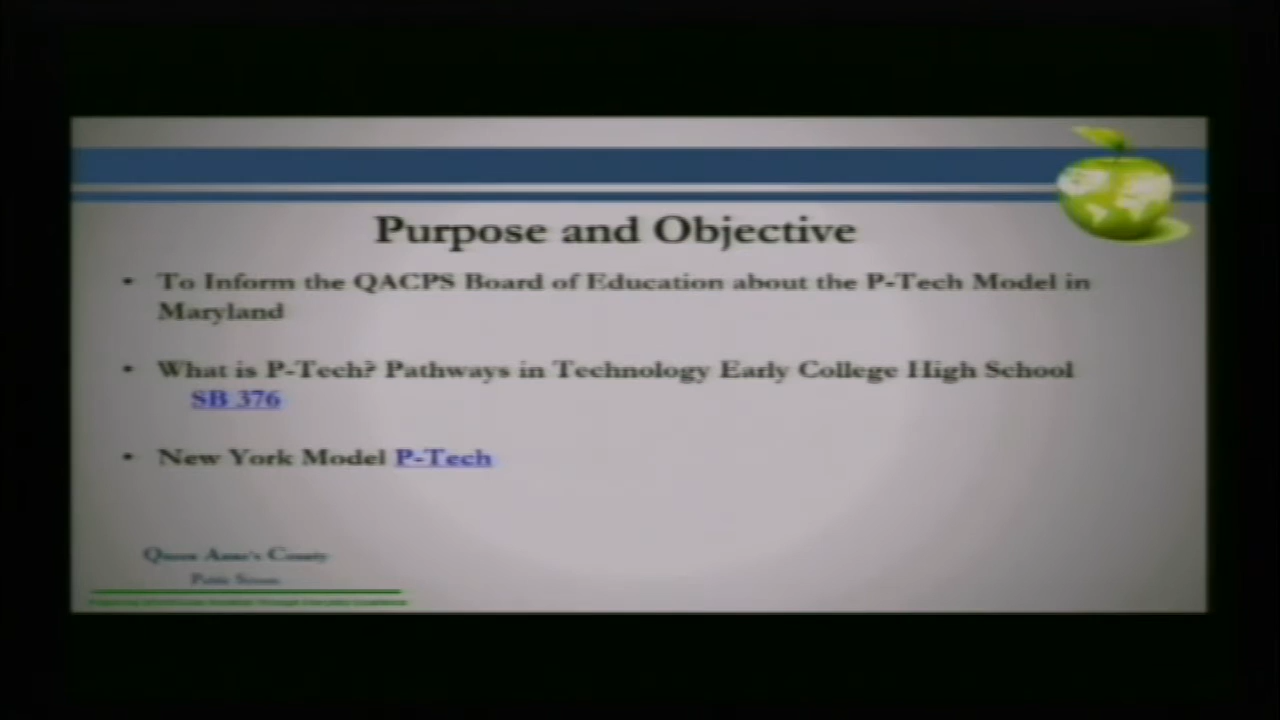 Purpose and Objective
• To Inform the QACPS Board of Education about the P-Tech Model in
Maryland
• What is P-Tech? Pathways in Technology Early College High School
SB 376
• New York Model P-Tech
Queen Anne's County